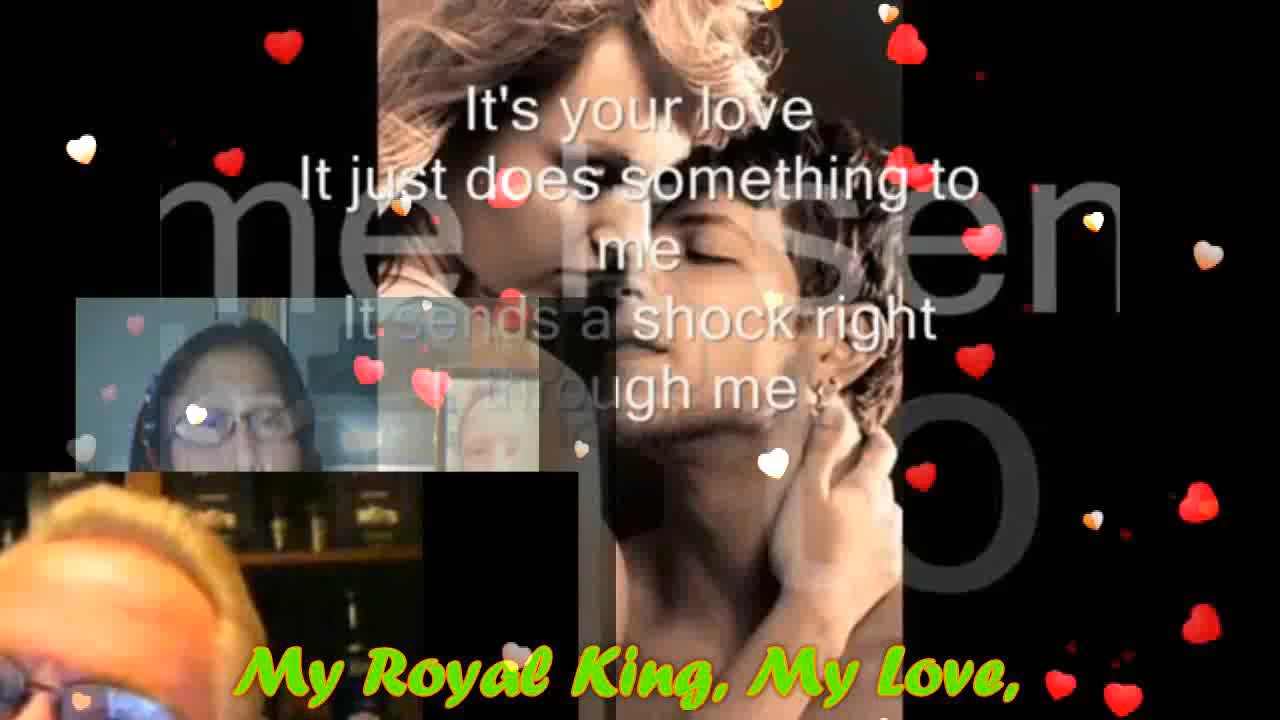 It's your love
It just does something to
me
It sends a shock right
through me
My Royal King, My Love,